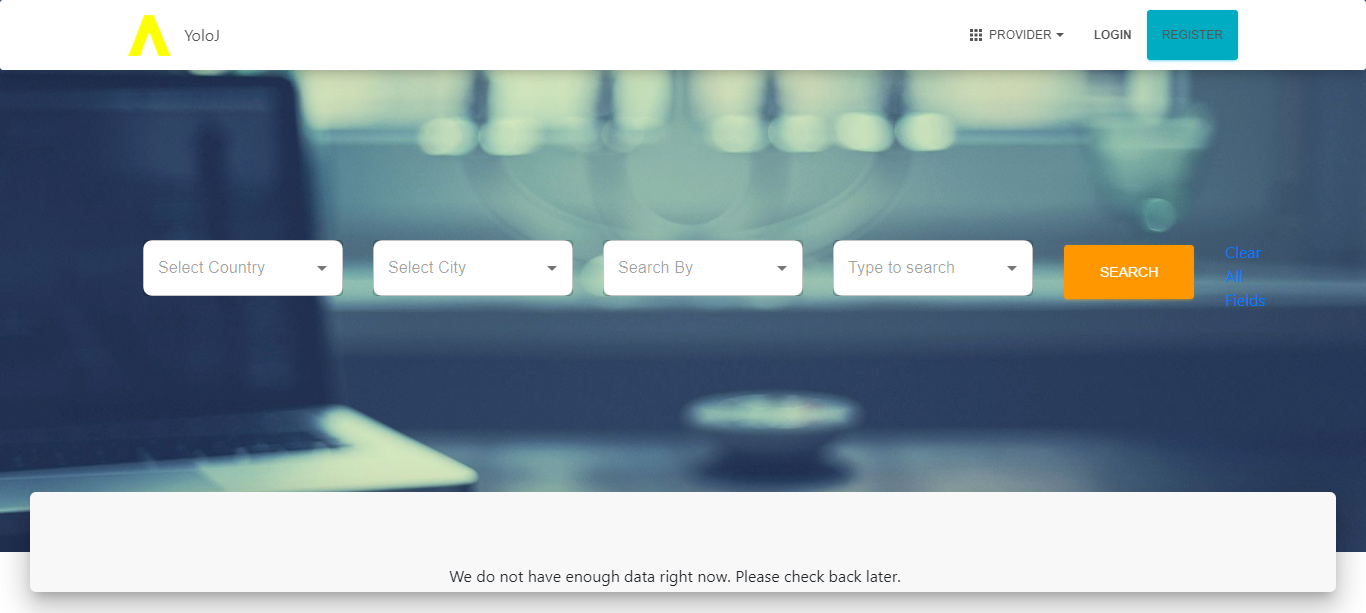 YoloJ
PROVIDER
LOGIN
REGISTER
Select Country
Select City
Search By
Type to search
SEARCH
Clear
All
Fields
We do not have enough data right now. Please check back later.